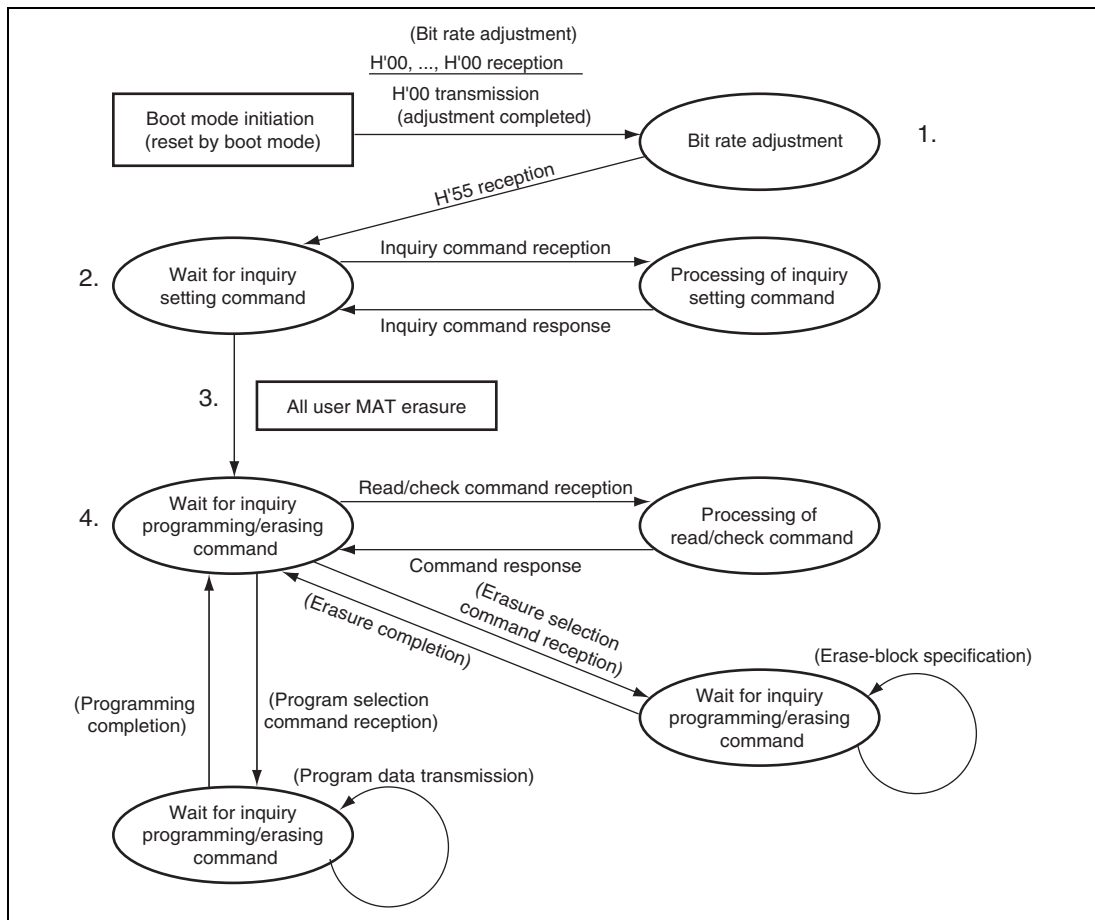 (Bit rate adjustment)
H'00, ..., H'00 reception
H'00 transmission
(adjustment completed)
Boot mode initiation
(reset by boot mode)
Bit rate adjustment
1.
H'55 reception
2.
Wait for inquiry
setting command
Inquiry command reception
Inquiry command response
Processing of inquiry
setting command
3.
All user MAT erasure
4.
Wait for inquiry
programming/erasing
command
Read/check command reception
Command response
Processing of
read/check command
(Erasure selection
command reception)
(Erasure completion)
(Erase-block specification)
Wait for inquiry
programming/erasing
command
(Programming
completion)
(Program selection
command reception)
(Program data transmission)
Wait for inquiry
programming/erasing
command